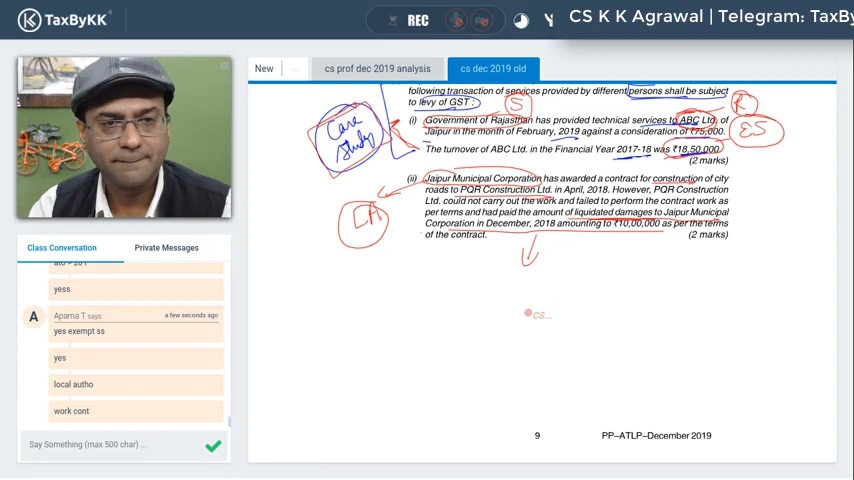 TaxByKK
REC
CS K K Agrawal | Telegram: TaxBy
New
cs prof dec 2019 analysis
cs dec 2019 old
following transaction of services provided by different persons shall be subject
to levy of GST :
S
(i) Government of Rajasthan has provided technical services to ABC Ltd. of
R
Jaipur in the month of February, 2019 against a consideration of ₹75,000.
ES
The turnover of ABC Ltd. in the Financial Year 2017-18 was ₹18,50,000.
(2 marks)
Case
Study
(ii) Jaipur Municipal Corporation has awarded a contract for construction of city
roads to PQR Construction Ltd. in April, 2018. However, PQR Construction
Ltd. could not carry out the work and failed to perform the contract work as
per terms and had paid the amount of liquidated damages to Jaipur Municipal
Corporation in December, 2018 amounting to ₹10,00,000 as per the terms
of the contract. (2 marks)
LA
cs...
9 PP–ATLP–December 2019
Class Conversation
Private Messages
yess
A
Aparna T says:
a few seconds ago
yes exempt ss
yes
local autho
work cont
Say Something (max 500 char) ...